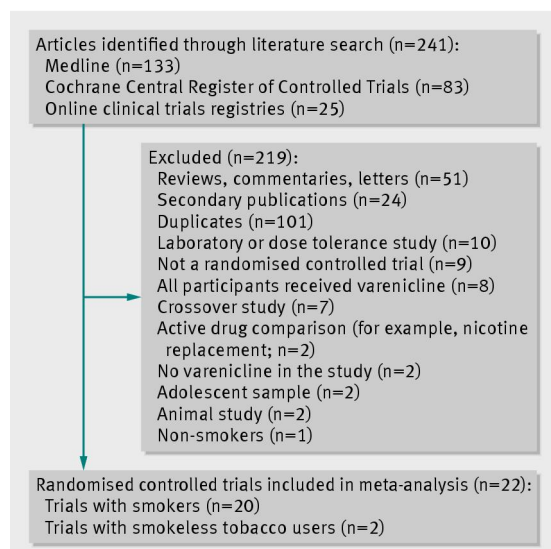 Articles identified through literature search (n=241):
Medline (n=133)
Cochrane Central Register of Controlled Trials (n=83)
Online clinical trials registries (n=25)
Excluded (n=219):
Reviews, commentaries, letters (n=51)
Secondary publications (n=24)
Duplicates (n=101)
Laboratory or dose tolerance study (n=10)
Not a randomised controlled trial (n=9)
All participants received varenicline (n=8)
Crossover study (n=7)
Active drug comparison (for example, nicotine
replacement; n=2)
No varenicline in the study (n=2)
Adolescent sample (n=2)
Animal study (n=2)
Non-smokers (n=1)
Randomised controlled trials included in meta-analysis (n=22):
Trials with smokers (n=20)
Trials with smokeless tobacco users (n=2)